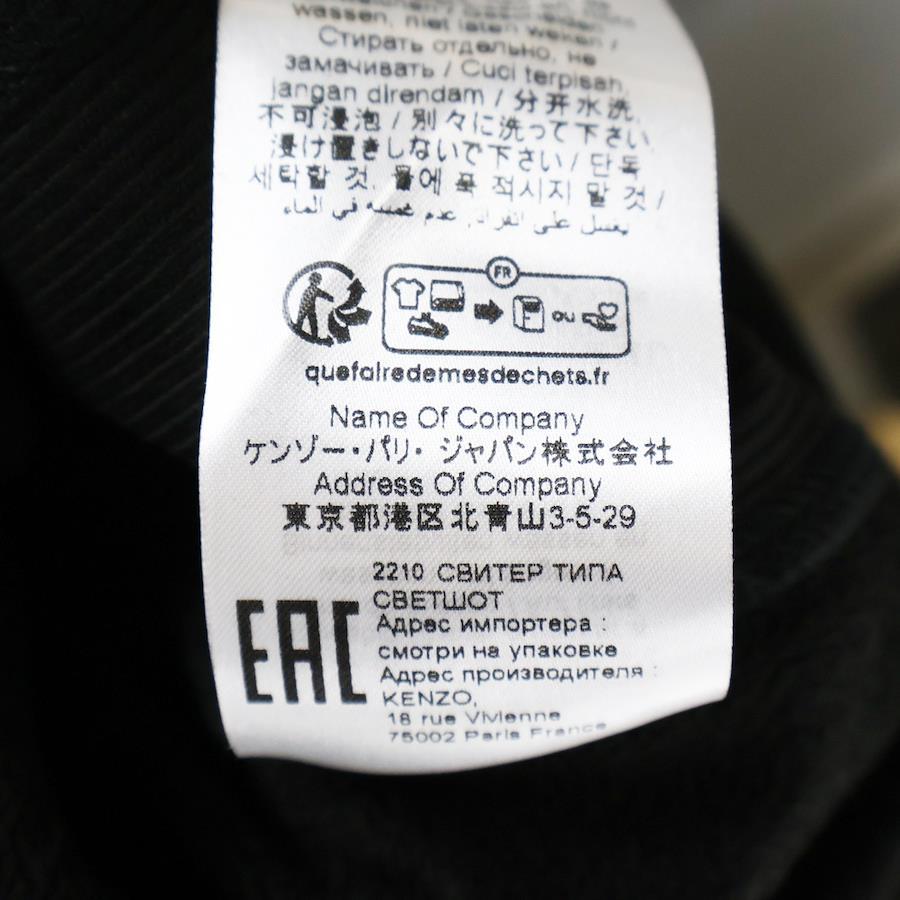 wassen, niet laten weken /
Стирать отдельно, не
замачивать / Cuci terpisah,
jangan direndam / 分开水洗,
不可浸泡 / 別々に洗って下さい,
浸け置きしないで下さい / 단독
세탁할 것. 물에 푹 적시지 말 것 /
يغسل على انفراد, عدم غمسه في الماء
FR
OU
quefairedemesdechets.fr
Name Of Company
ケンゾー・パリ・ジャパン株式会社
Address Of Company
東京都港区北青山3-5-29
EAC
2210 СВИТЕР ТИПА
СВЕТШОТ
Адрес импортера :
смотри на упаковке
Адрес производителя :
KENZO,
18 rue Vivienne
75002 Paris France